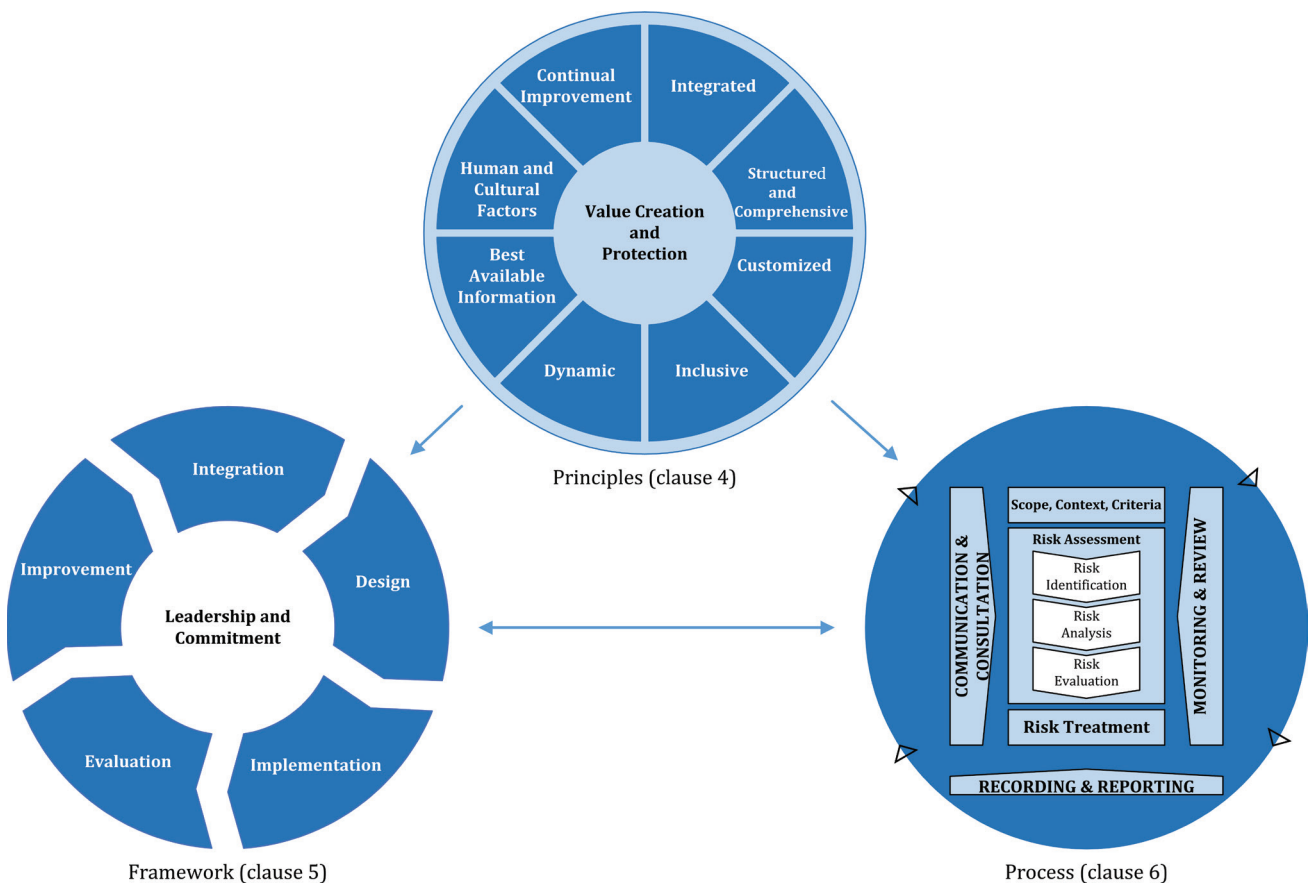 Continual
Improvement
Integrated
Structured
and
Comprehensive
Customized
Inclusive
Dynamic
Best
Available
Information
Human and
Cultural
Factors
Value Creation
and
Protection
Principles (clause 4)
Integration
Design
Implementation
Evaluation
Improvement
Leadership and
Commitment
Framework (clause 5)
Scope, Context, Criteria
Risk Assessment
Risk
Identification
Risk
Analysis
Risk
Evaluation
Risk Treatment
COMMUNICATION &
CONSULTATION
MONITORING & REVIEW
RECORDING & REPORTING
Process (clause 6)